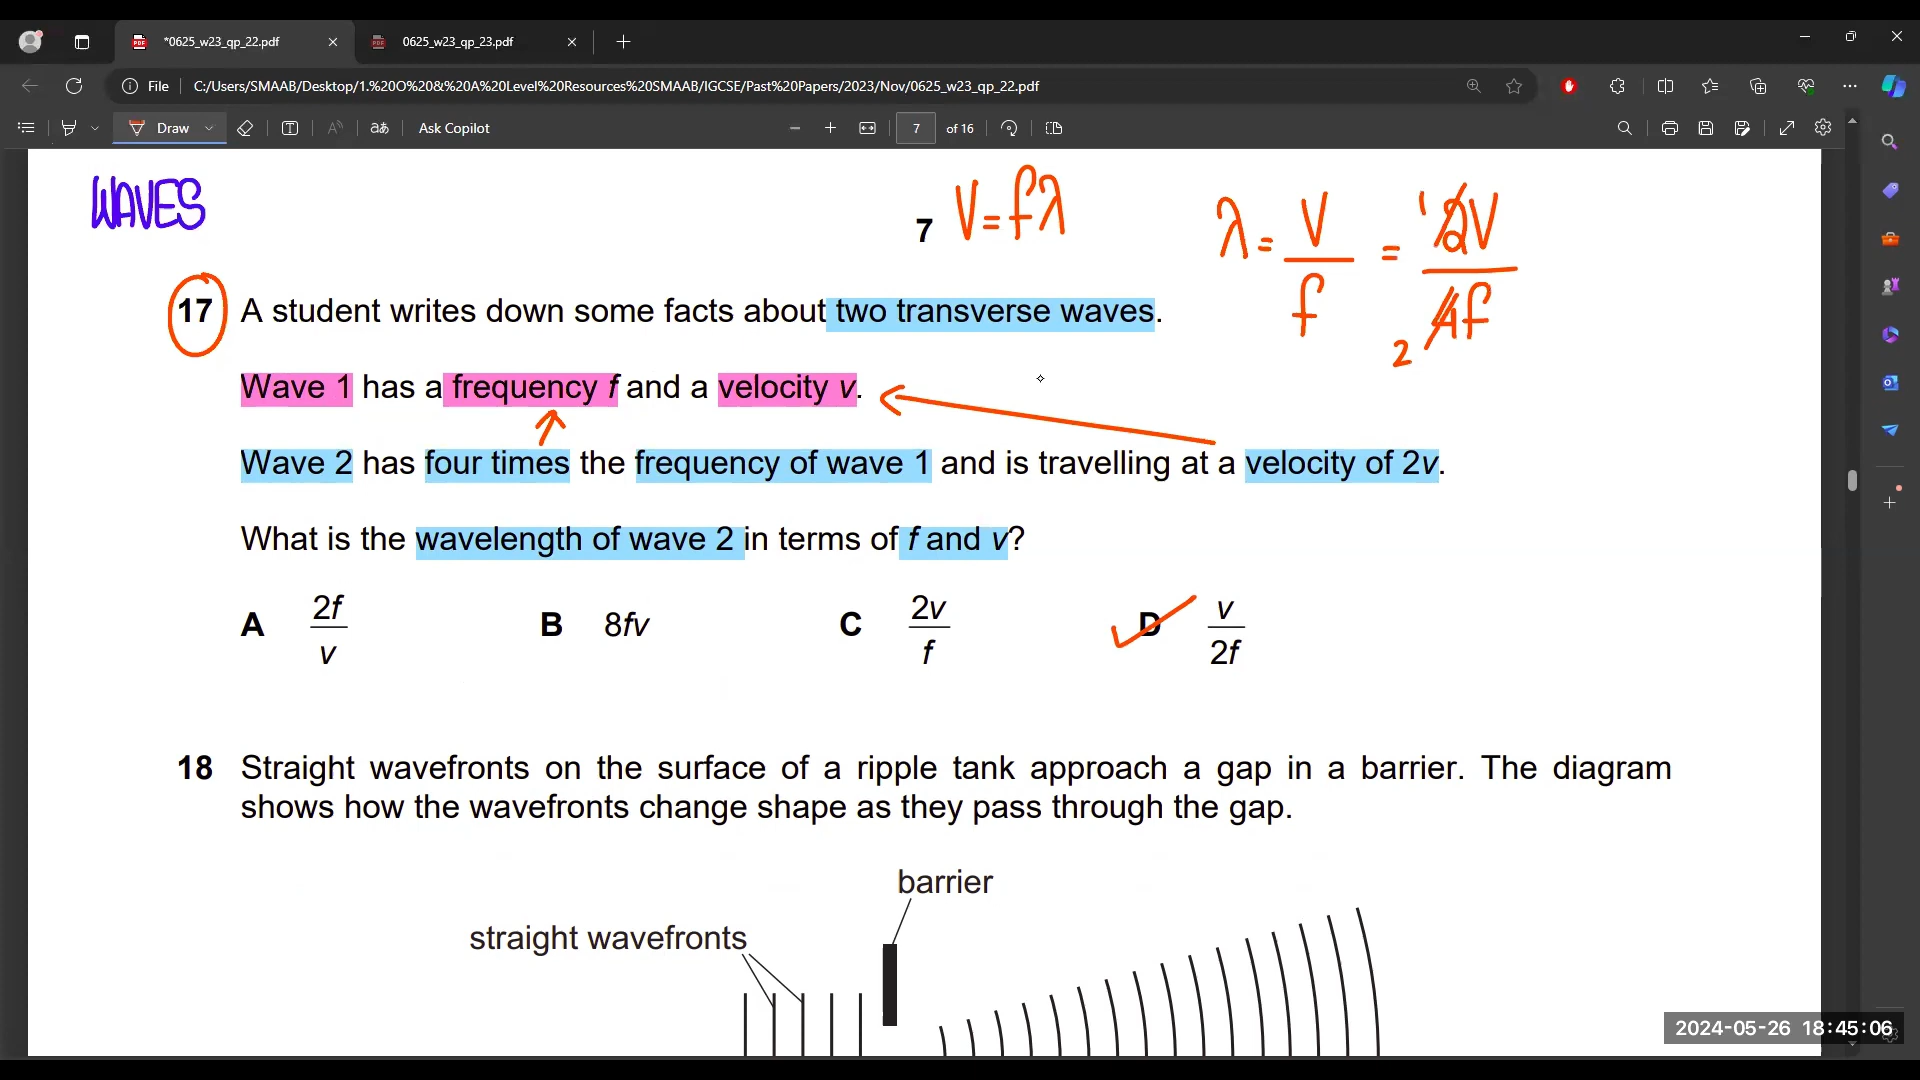 *0625_w23_qp_22.pdf
0625_w23_qp_23.pdf
File
C:/Users/SMAAB/Desktop/1.%20O%20&%20A%20Level%20Resources%20SMAAB/IGCSE/Past%20Papers/2023/Nov/0625_w23_qp_22.pdf
Draw
aあ
Ask Copilot
7
of 16
WAVES
7
V=fλ
λ = V/f = 2V/4f
1
2
17 A student writes down some facts about two transverse waves.
Wave 1 has a frequency f and a velocity v.
Wave 2 has four times the frequency of wave 1 and is travelling at a velocity of 2v.
What is the wavelength of wave 2 in terms of f and v?
A 2f/v B 8fv C 2v/f D v/2f
18 Straight wavefronts on the surface of a ripple tank approach a gap in a barrier. The diagram
shows how the wavefronts change shape as they pass through the gap.
barrier
straight wavefronts
2024-05-26 18:45:06